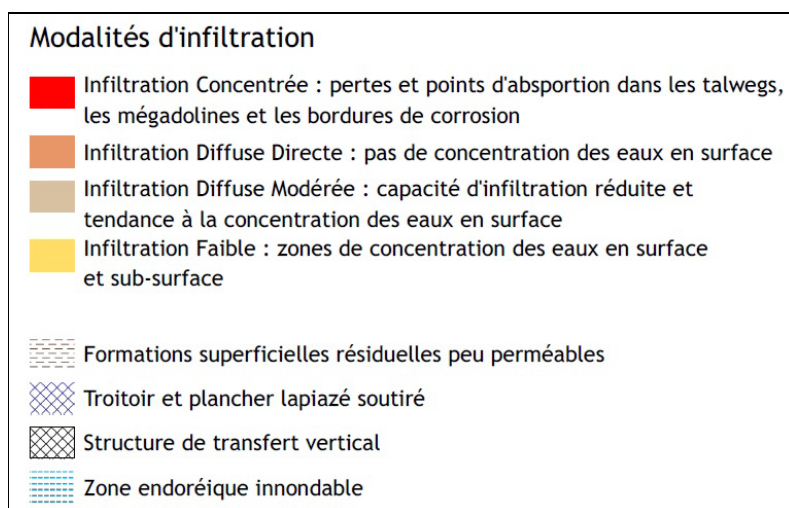 Modalités d'infiltration
Infiltration Concentrée : pertes et points d'absportion dans les talwegs,
les mégadolines et les bordures de corrosion
Infiltration Diffuse Directe : pas de concentration des eaux en surface
Infiltration Diffuse Modérée : capacité d'infiltration réduite et
tendance à la concentration des eaux en surface
Infiltration Faible : zones de concentration des eaux en surface
et sub-surface
Formations superficielles résiduelles peu perméables
Troitoir et plancher lapiazé soutiré
Structure de transfert vertical
Zone endoréique innondable